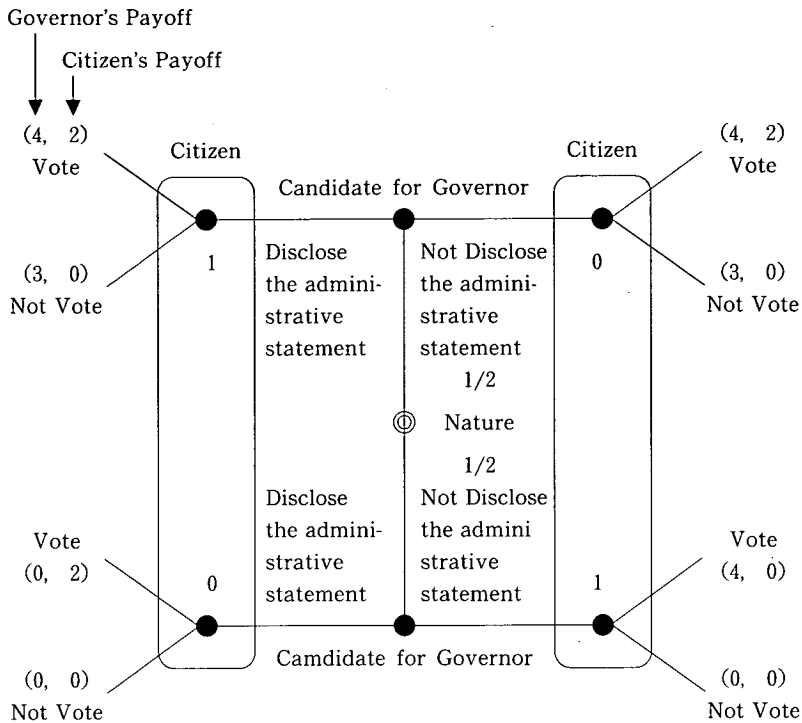 Governor's Payoff
Citizen's Payoff
(4, 2)
Vote
Citizen
Citizen
(4, 2)
Vote
Candidate for Governor
(3, 0)
Not Vote
1
Disclose
the admini-
strative
statement
Not Disclose
the admini-
strative
statement
0
(3, 0)
Not Vote
1/2
Nature
1/2
Vote
(0, 2)
0
Disclose
the admini-
strative
statement
Not Disclose
the admini
strative
statement
1
Vote
(4, 0)
Camdidate for Governor
(0, 0)
Not Vote
(0, 0)
Not Vote